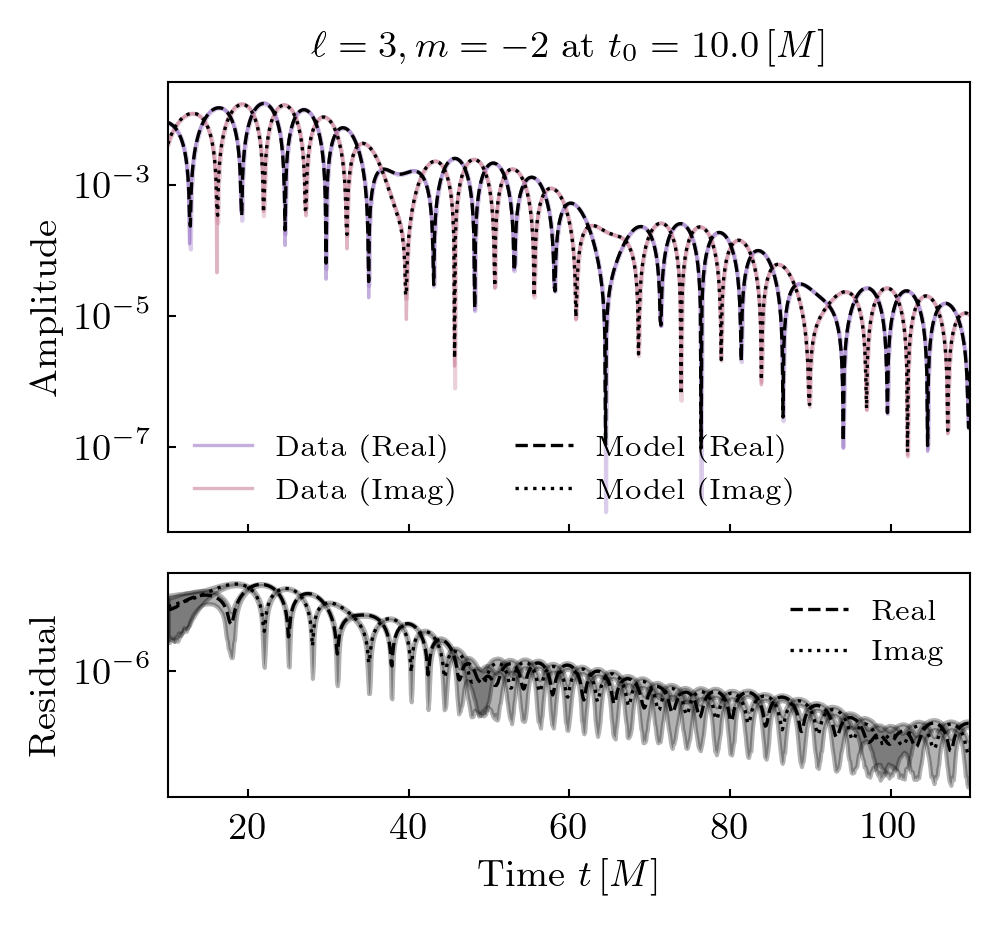 ℓ = 3, m = −2 at t₀ = 10.0 [M]
Amplitude
10⁻³
10⁻⁵
10⁻⁷
Data (Real)
Data (Imag)
Model (Real)
Model (Imag)
Residual
10⁻⁶
Real
Imag
20 40 60 80 100
Time t [M]